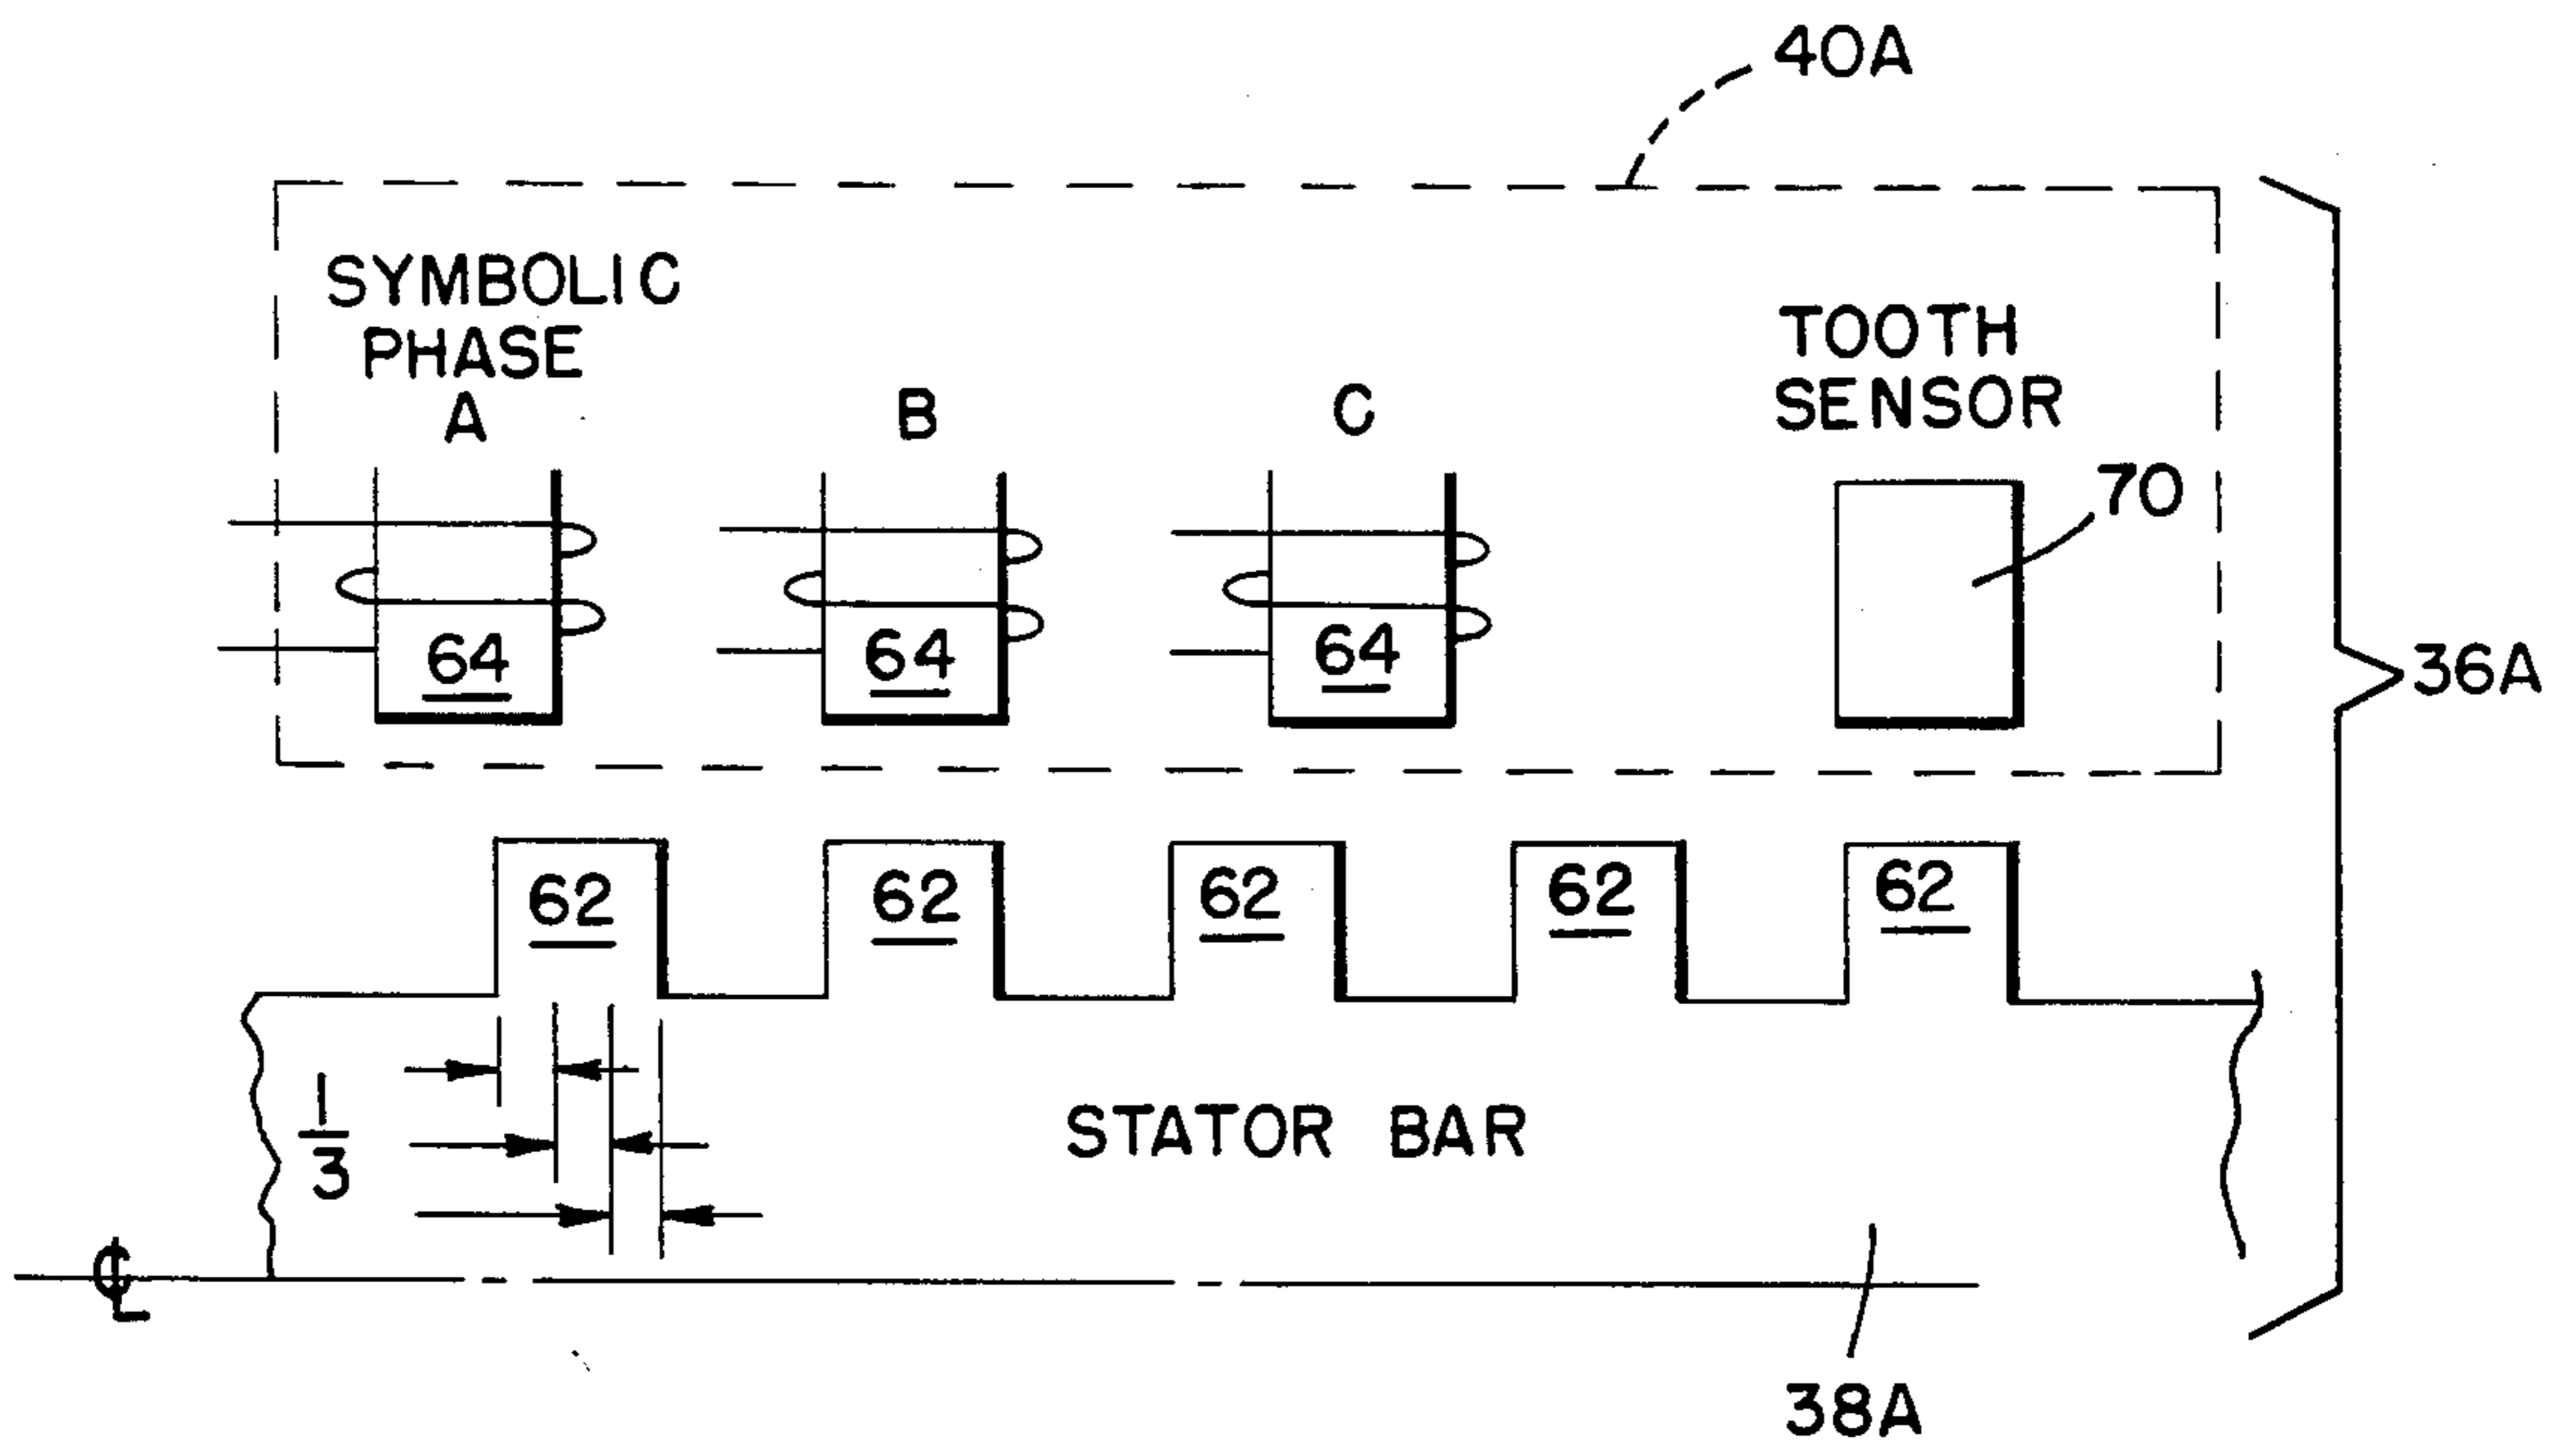 40A
SYMBOLIC
PHASE
A
B
C
TOOTH
SENSOR
70
64
64
64
36A
62
62
62
62
62
1
3
STATOR BAR
℄
38A